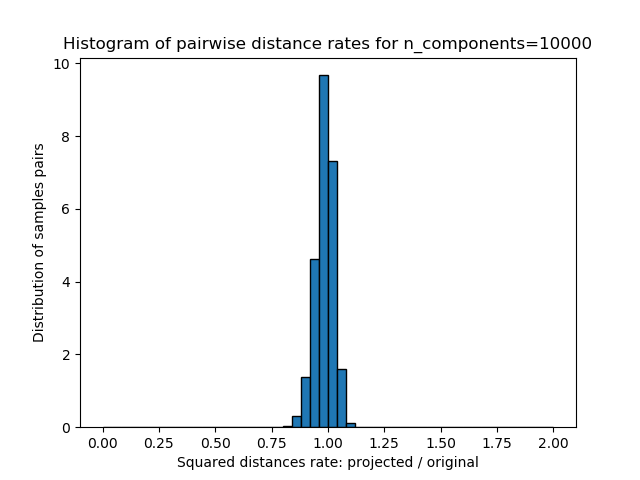 Histogram of pairwise distance rates for n_components=10000
Distribution of samples pairs
10
8
6
4
2
0
0.00 0.25 0.50 0.75 1.00 1.25 1.50 1.75 2.00
Squared distances rate: projected / original